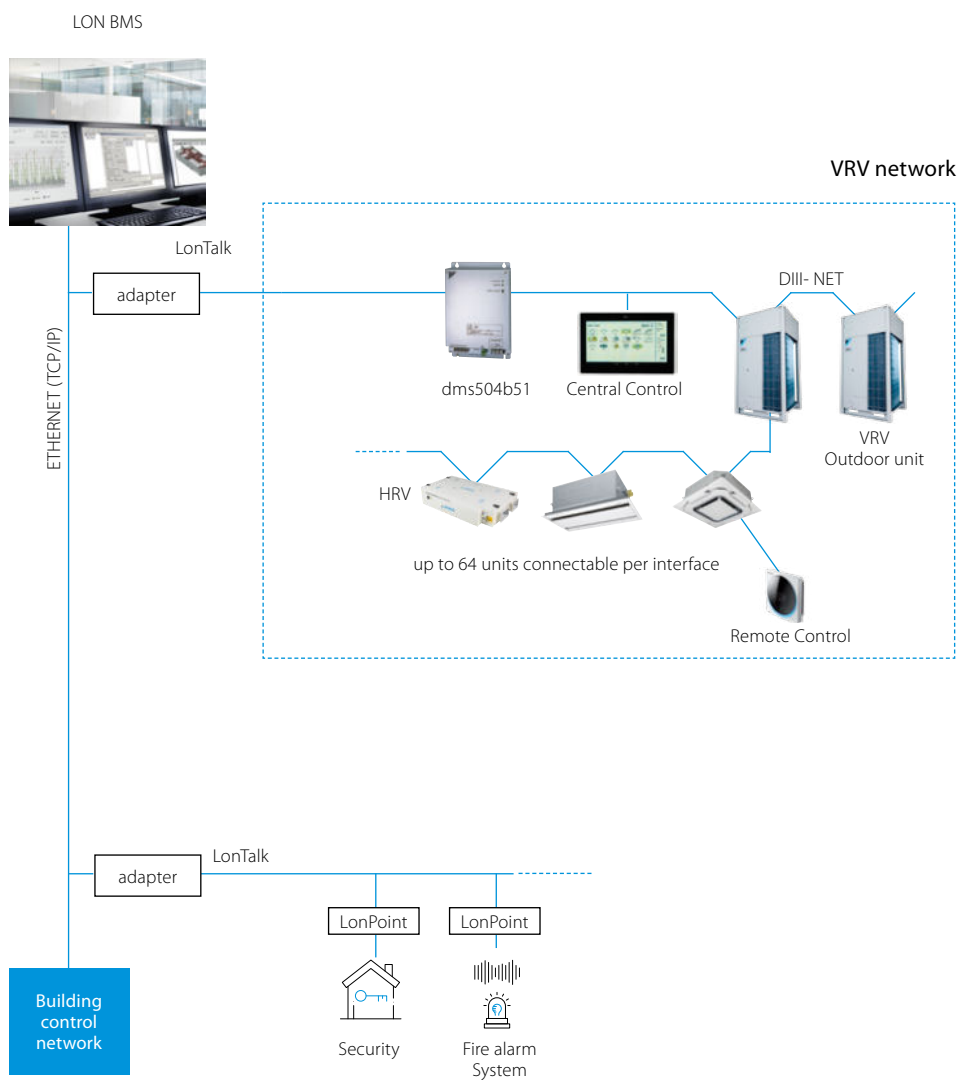 LON BMS
VRV network
LonTalk
adapter
DIII- NET
ETHERNET (TCP/IP)
dms504b51
Central Control
VRV
Outdoor unit
HRV
up to 64 units connectable per interface
Remote Control
LonTalk
adapter
LonPoint
LonPoint
Building
control
network
Security
Fire alarm
System